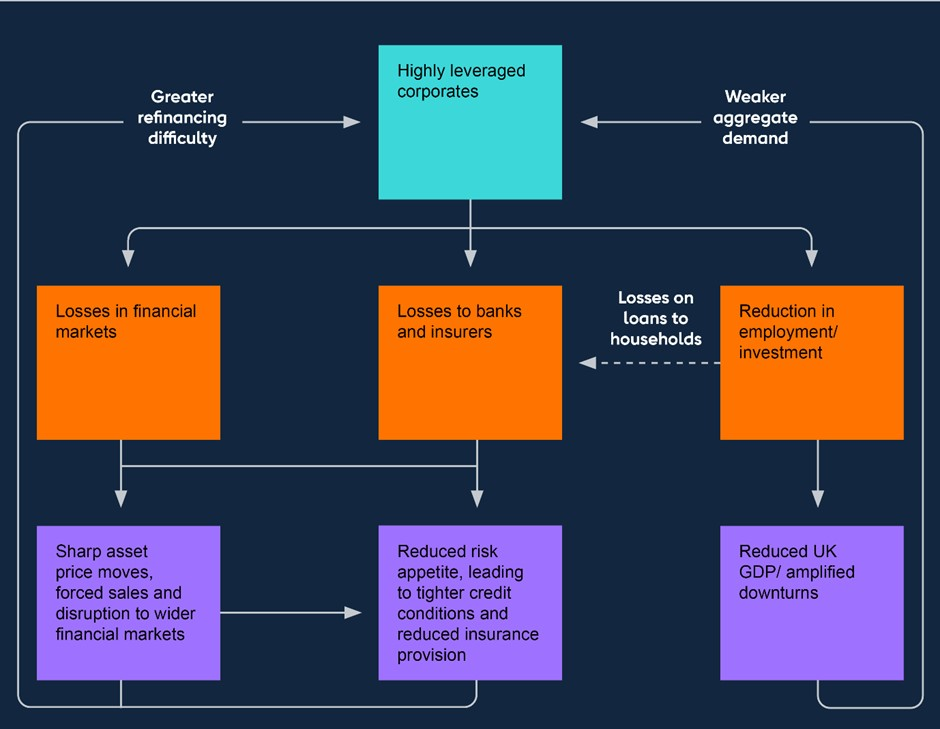 Highly leveraged
corporates
Greater
refinancing
difficulty
Weaker
aggregate
demand
Losses in financial
markets
Losses to banks
and insurers
Losses on
loans to
households
Reduction in
employment/
investment
Sharp asset
price moves,
forced sales and
disruption to wider
financial markets
Reduced risk
appetite, leading
to tighter credit
conditions and
reduced insurance
provision
Reduced UK
GDP/ amplified
downturns